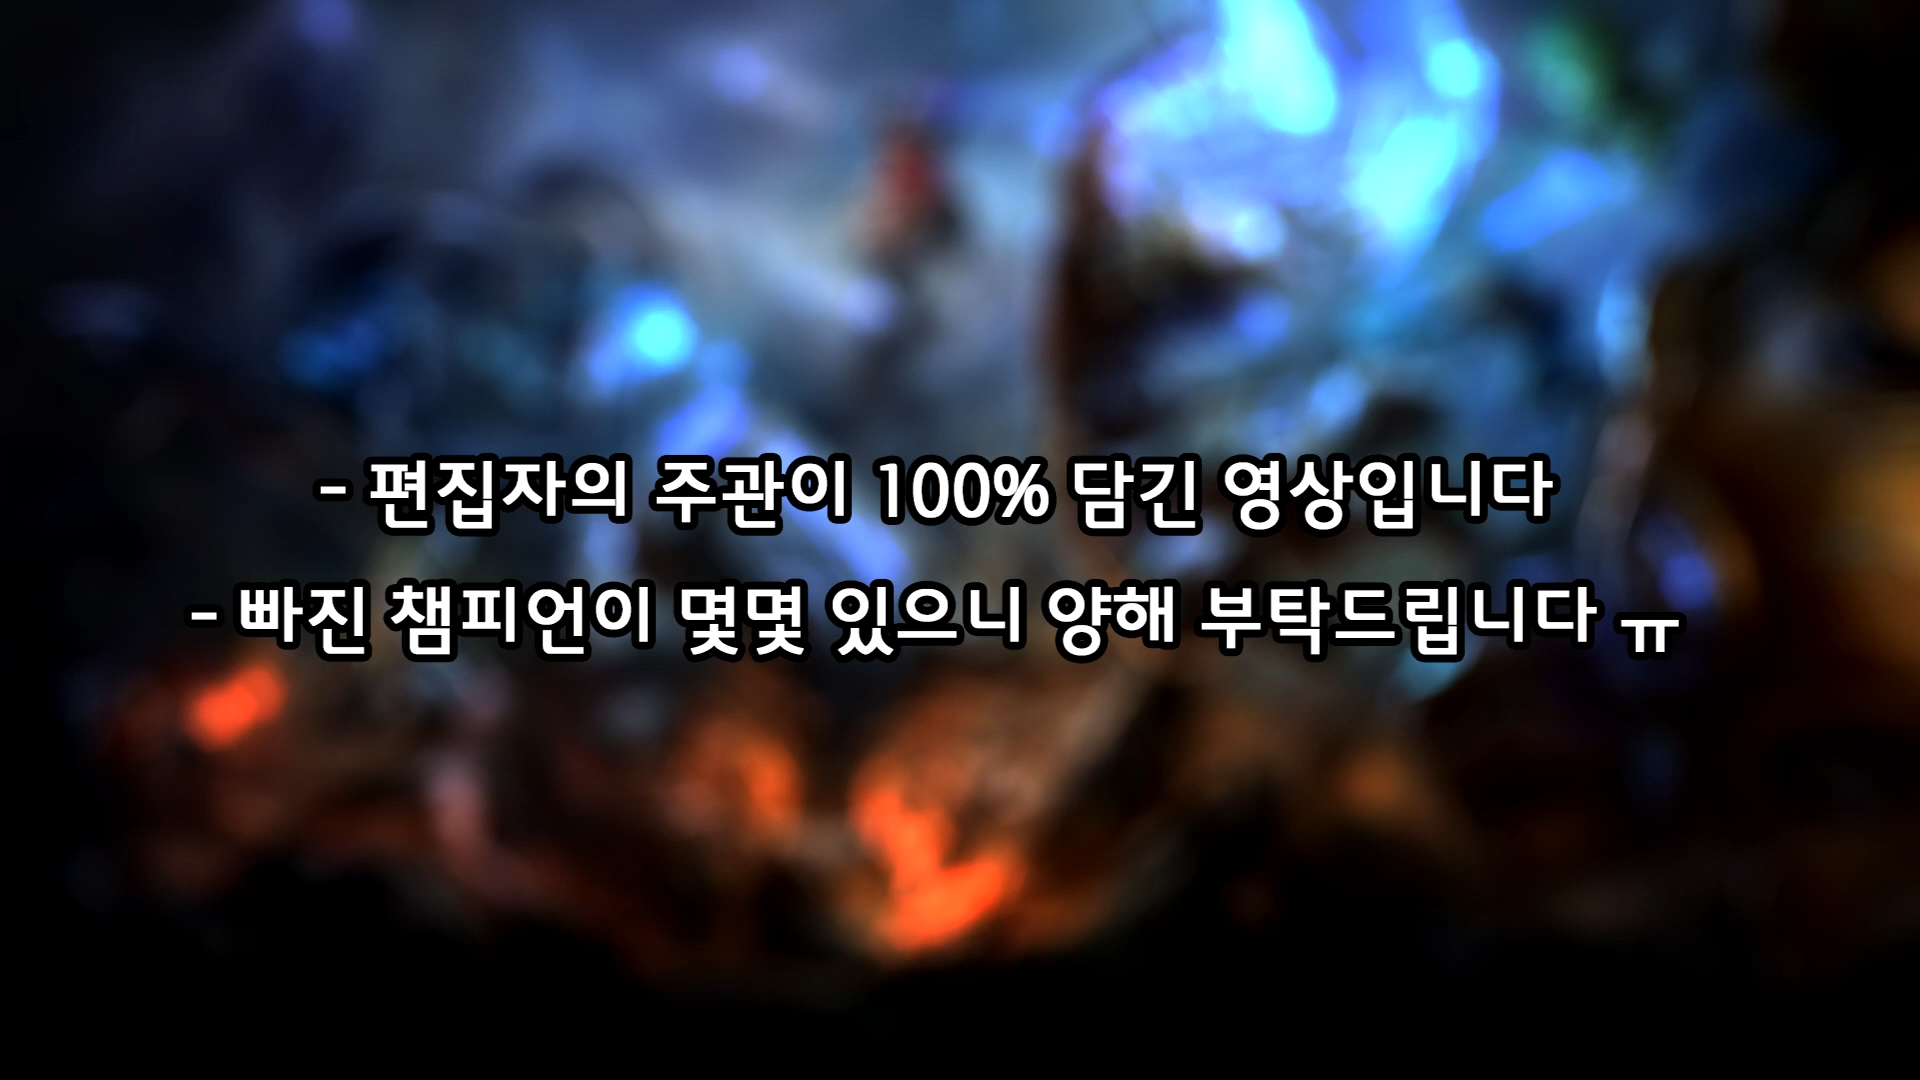 - 편집자의 주관이 100% 담긴 영상입니다
- 빠진 챔피언이 몇몇 있으니 양해 부탁드립니다 ㅠ